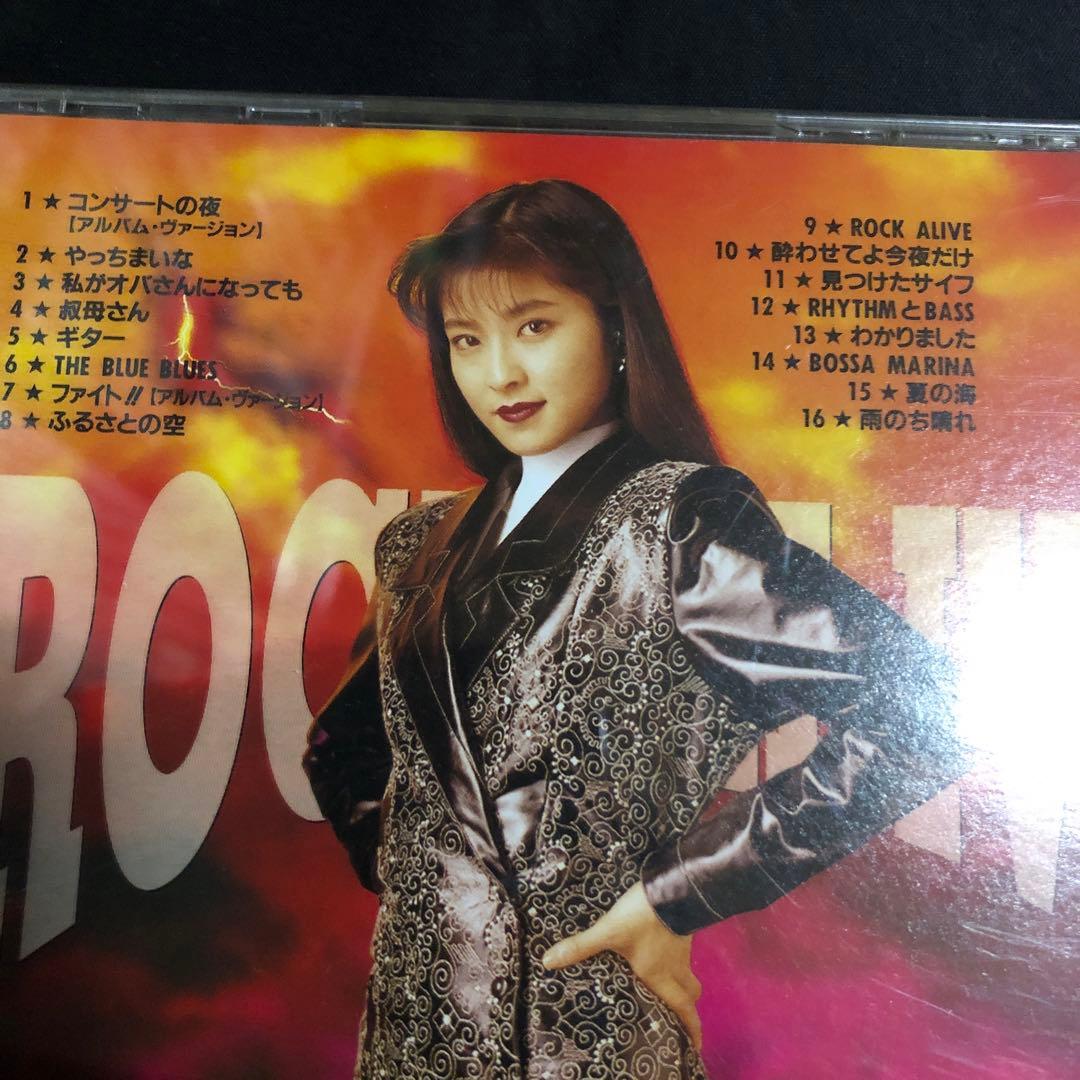 1★コンサートの夜
【アルバム・ヴァージョン】
2★やっちまいな
3★私がオバさんになっても
4★叔母さん
5★ギター
6★THE BLUE BLUES
7★ファイト!!【アルバム・ヴァージョン】
8★ふるさとの空
9★ROCK ALIVE
10★酔わせてよ今夜だけ
11★見つけたサイフ
12★RHYTHMとBASS
13★わかりました
14★BOSSA MARINA
15★夏の海
16★雨のち晴れ
ROCK